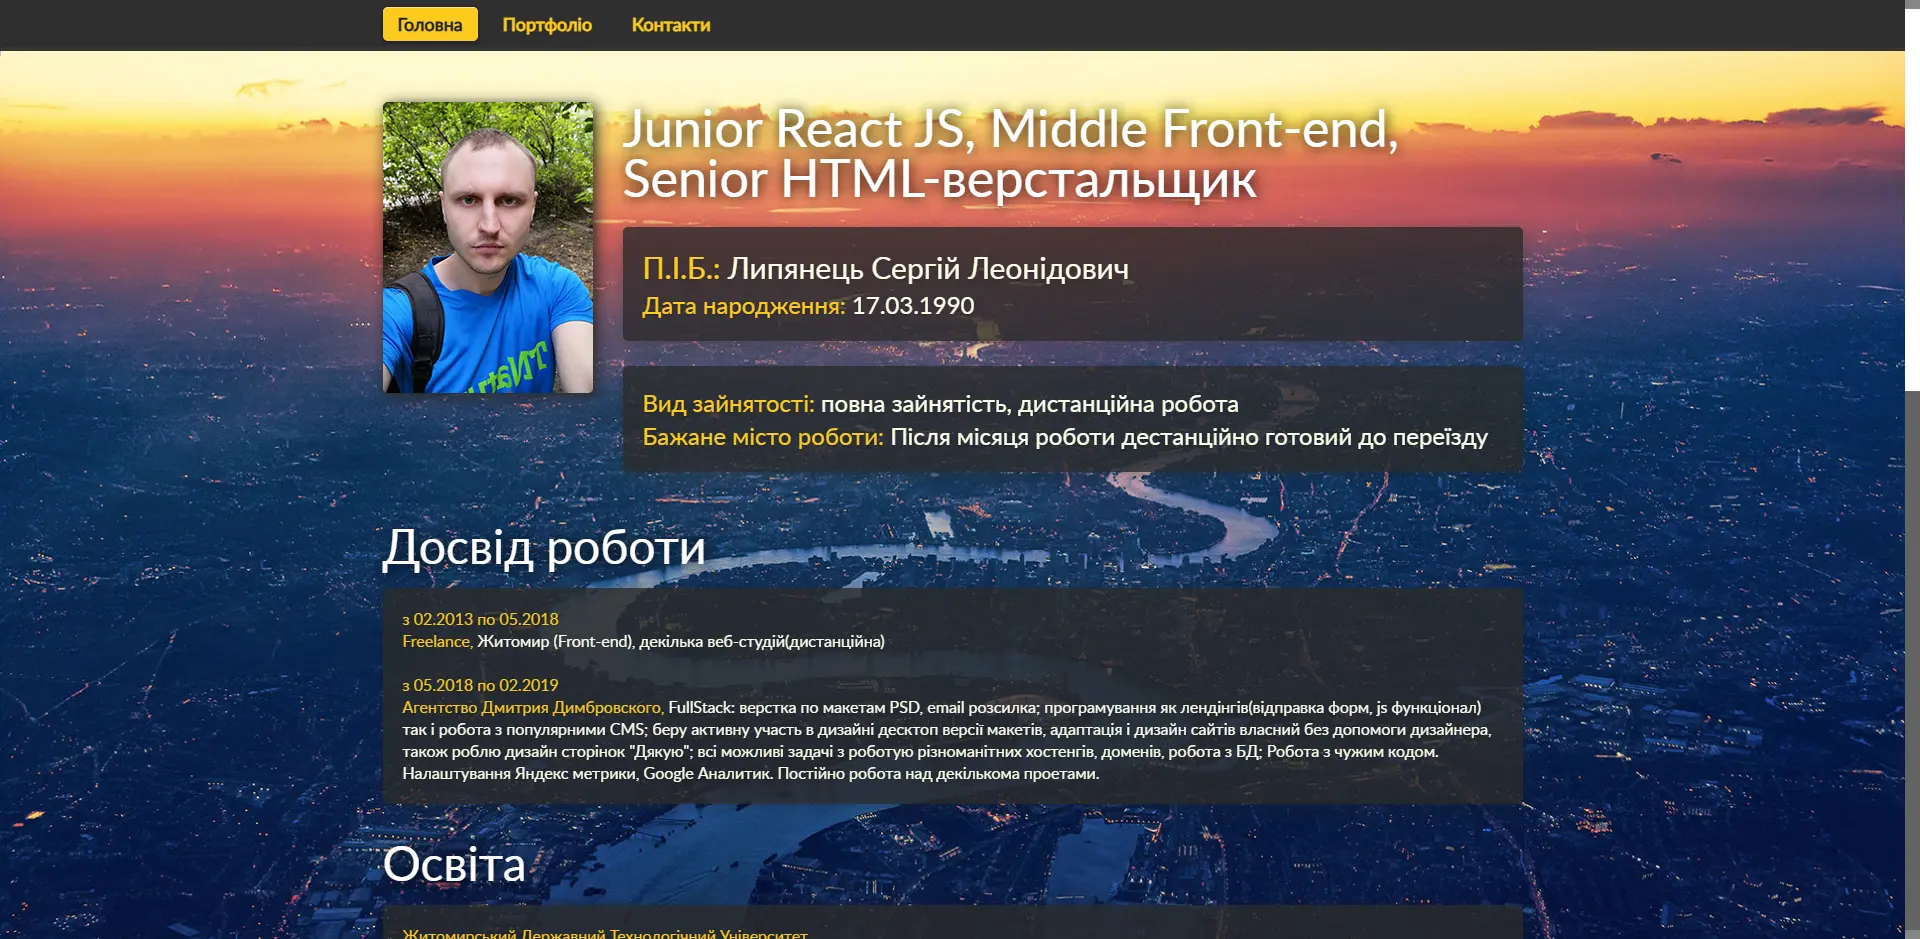 Головна Портфоліо Контакти
Junior React JS, Middle Front-end,
Senior HTML-верстальщик
П.І.Б.: Липянець Сергій Леонідович
Дата народження: 17.03.1990
Вид зайнятості: повна зайнятість, дистанційна робота
Бажане місто роботи: Після місяця роботи дестанційно готовий до переїзду
Досвід роботи
з 02.2013 по 05.2018
Freelance, Житомир (Front-end), декілька веб-студій(дистанційна)
з 05.2018 по 02.2019
Агентство Дмитрия Димбровского, FullStack: верстка по макетам PSD, email розсилка; програмування як лендінгів(відправка форм, js функціонал)
так і робота з популярними CMS; беру активну участь в дизайні десктоп версії макетів, адаптація і дизайн сайтів власний без допомоги дизайнера,
також роблю дизайн сторінок "Дякую"; всі можливі задачі з роботую різноманітних хостенгів, доменів, робота з БД; Робота з чужим кодом.
Налаштування Яндекс метрики, Google Аналитик. Постійно робота над декількома проетами.
Освіта
Житомирський Державний Технологічний Університет